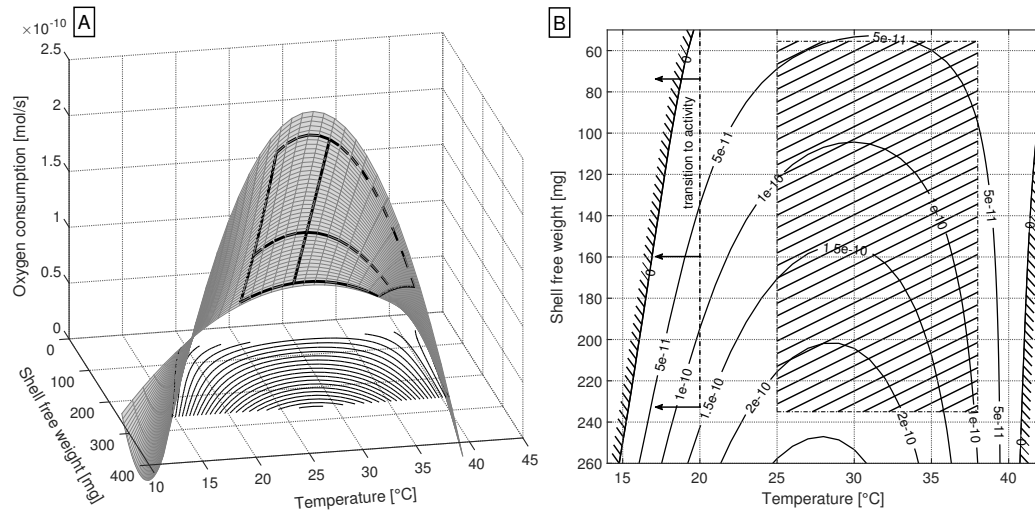 A
×10⁻¹⁰
2.5
2
1.5
1
0.5
0
Oxygen consumption [mol/s]
0
100
200
300
400
Shell free weight [mg]
10
15
20
25
30
35
40
45
Temperature [°C]
B
60
80
100
120
140
160
180
200
220
240
260
Shell free weight [mg]
15
20
25
30
35
40
Temperature [°C]
transition to activity
0
0
5e-11
5e-11
5e-11
5e-11
5e-11
1e-10
1e-10
1e-10
1e-10
1.5e-10
1.5e-10
2e-10
2e-10
0
0